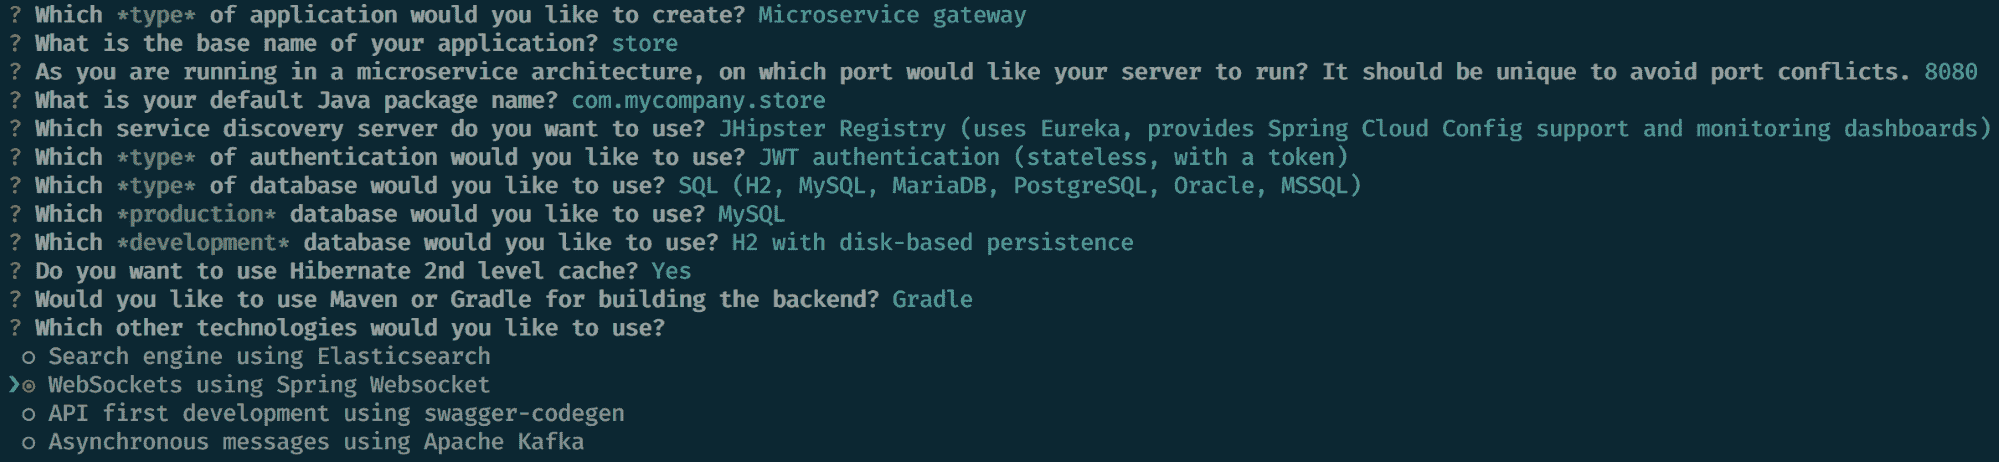 ? Which *type* of application would you like to create? Microservice gateway
? What is the base name of your application? store
? As you are running in a microservice architecture, on which port would like your server to run? It should be unique to avoid port conflicts. 8080
? What is your default Java package name? com.mycompany.store
? Which service discovery server do you want to use? JHipster Registry (uses Eureka, provides Spring Cloud Config support and monitoring dashboards)
? Which *type* of authentication would you like to use? JWT authentication (stateless, with a token)
? Which *type* of database would you like to use? SQL (H2, MySQL, MariaDB, PostgreSQL, Oracle, MSSQL)
? Which *production* database would you like to use? MySQL
? Which *development* database would you like to use? H2 with disk-based persistence
? Do you want to use Hibernate 2nd level cache? Yes
? Would you like to use Maven or Gradle for building the backend? Gradle
? Which other technologies would you like to use?
○ Search engine using Elasticsearch
❯◉ WebSockets using Spring Websocket
○ API first development using swagger-codegen
○ Asynchronous messages using Apache Kafka